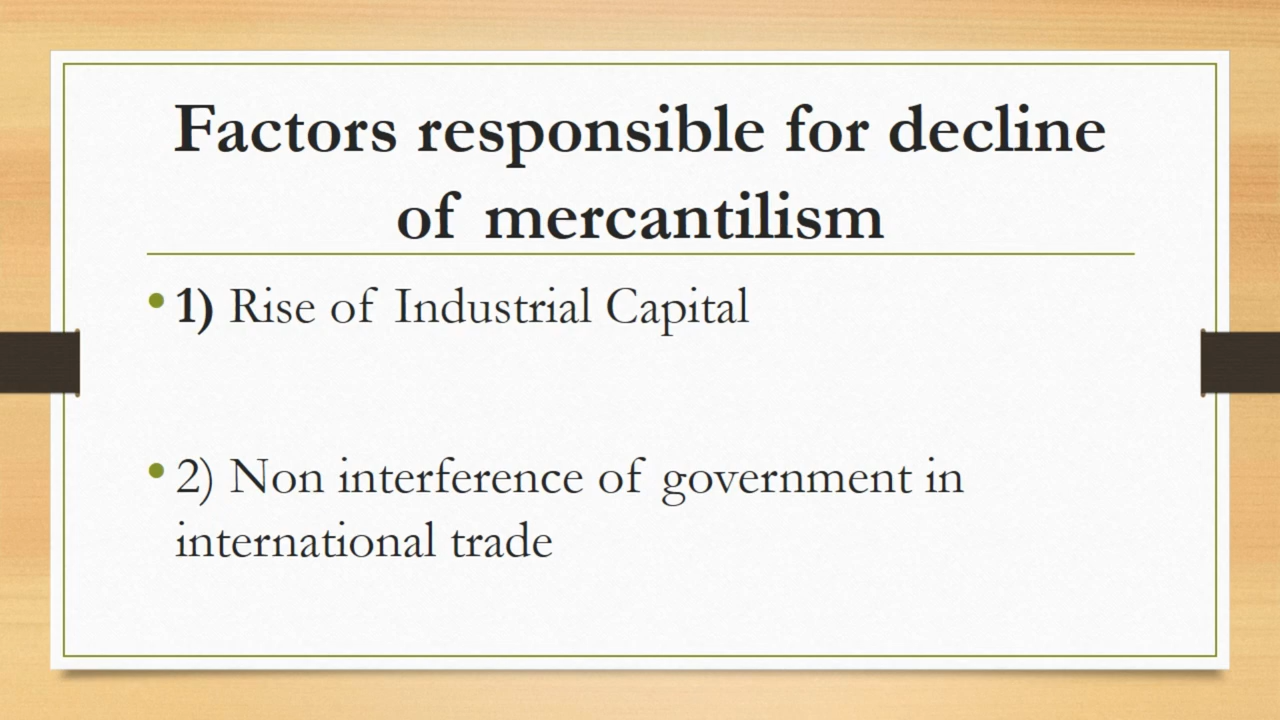 Factors responsible for decline
of mercantilism
• 1) Rise of Industrial Capital
• 2) Non interference of government in
international trade